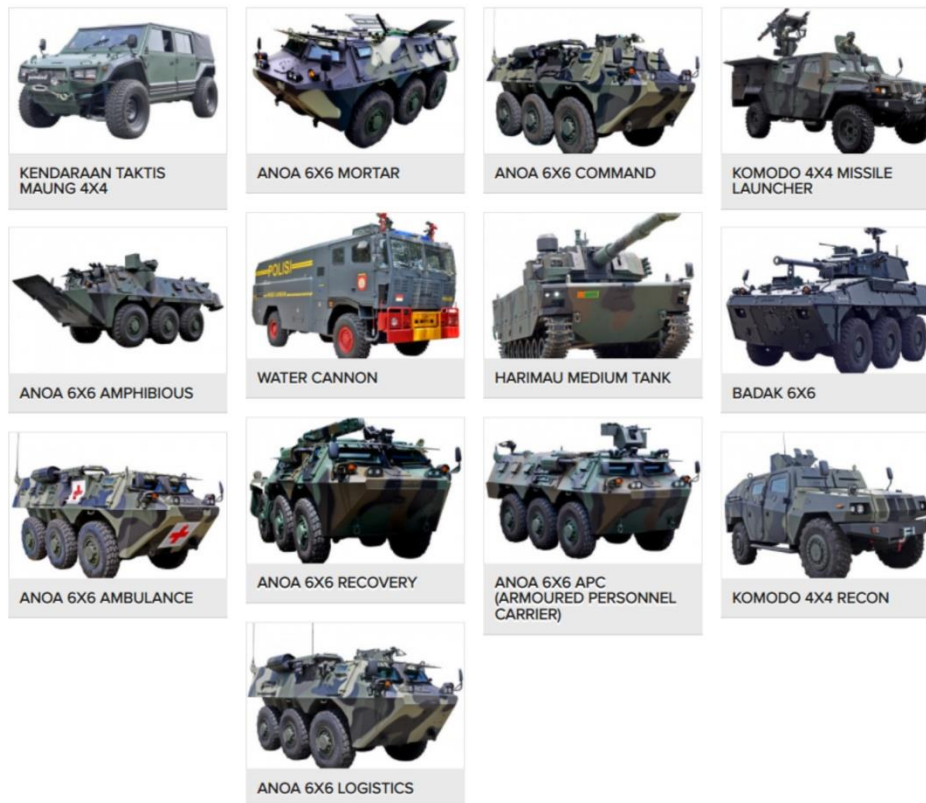 KENDARAAN TAKTIS
MAUNG 4X4
ANOA 6X6 MORTAR
ANOA 6X6 COMMAND
KOMODO 4X4 MISSILE
LAUNCHER
ANOA 6X6 AMPHIBIOUS
POLISI
WATER CANNON
HARIMAU MEDIUM TANK
BADAK 6X6
ANOA 6X6 AMBULANCE
ANOA 6X6 RECOVERY
ANOA 6X6 APC
(ARMOURED PERSONNEL
CARRIER)
KOMODO 4X4 RECON
ANOA 6X6 LOGISTICS